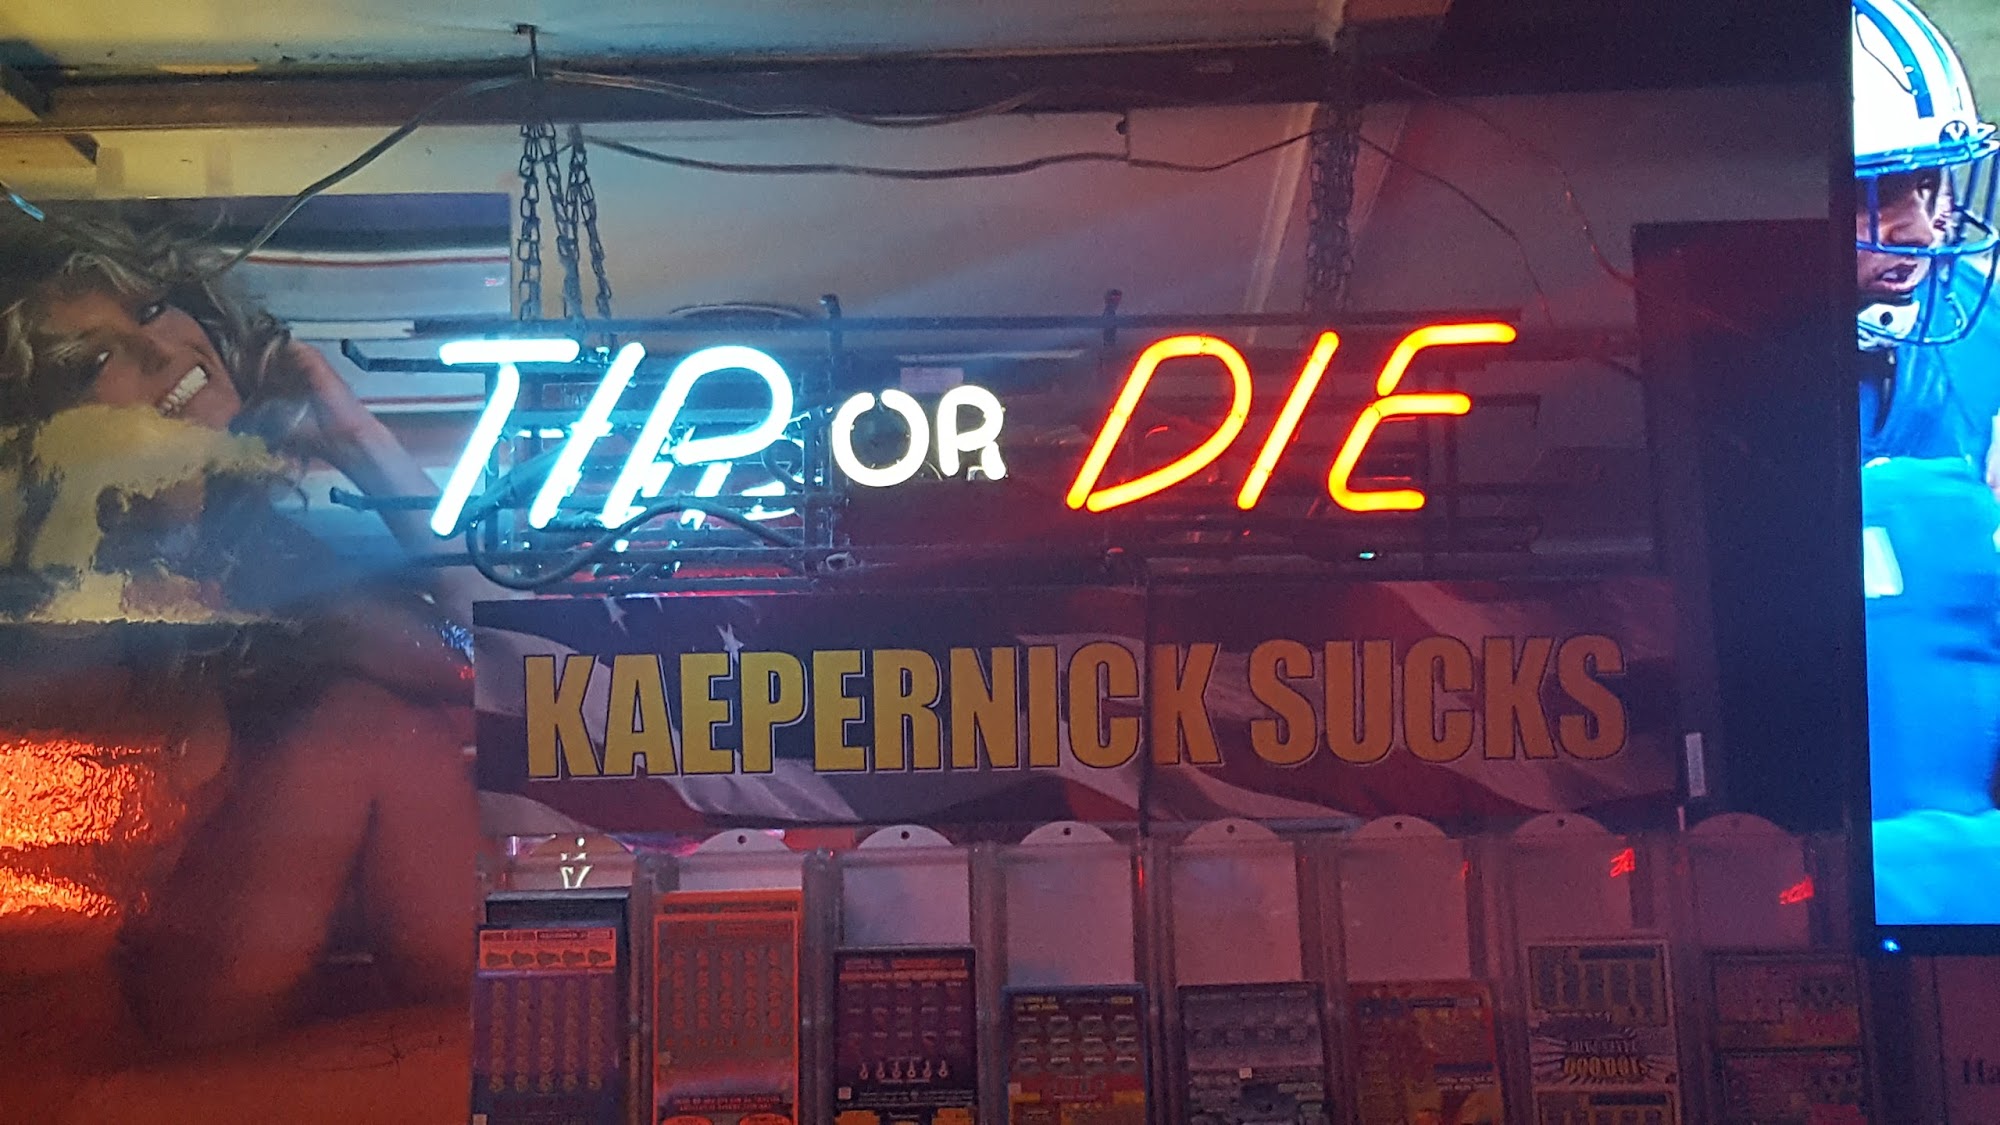 TIP OR DIE
KAEPERNICK SUCKS